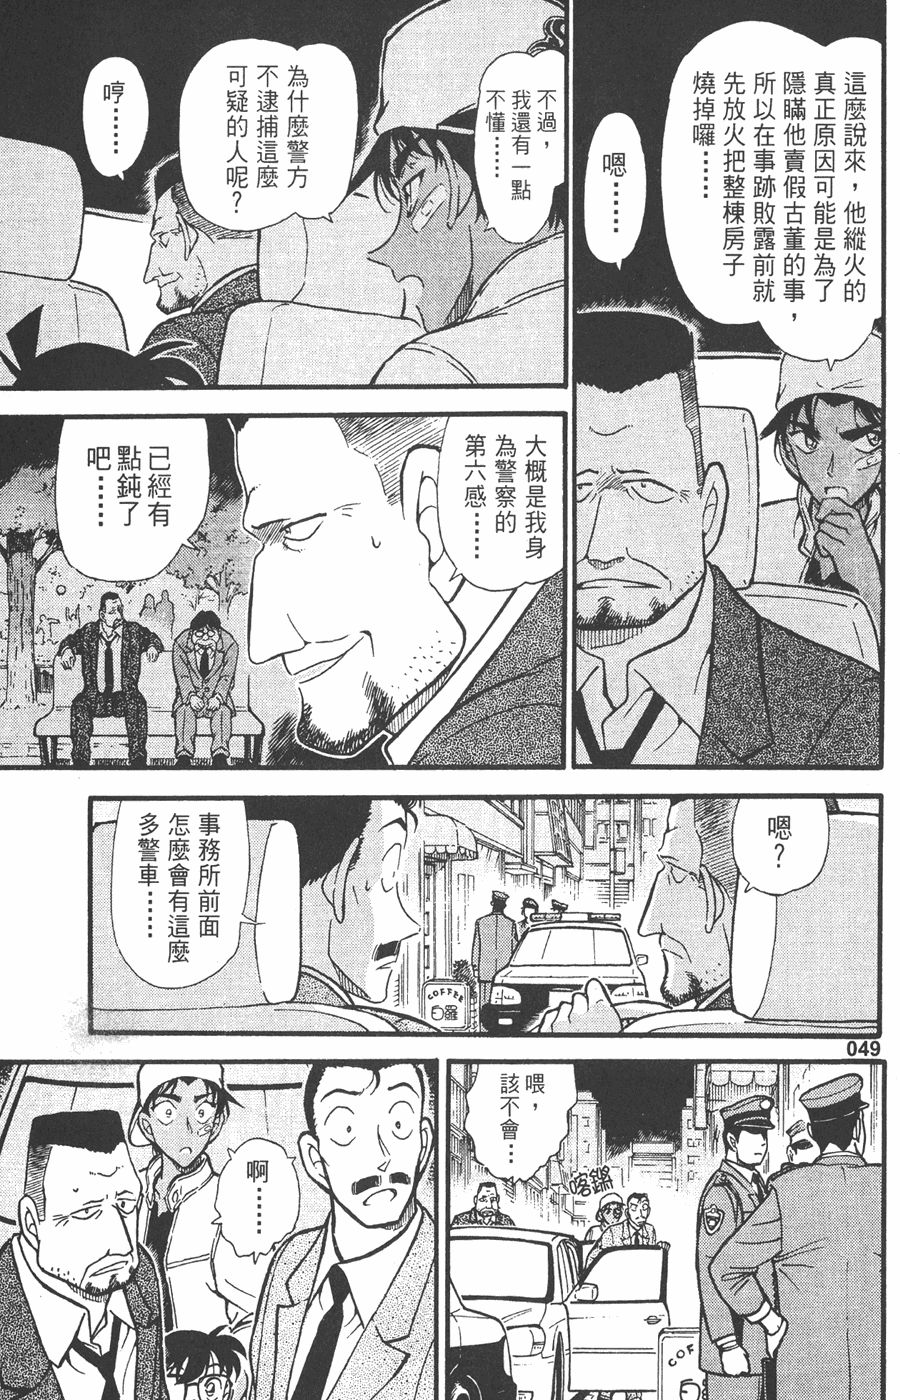 這麼說來，他縱火的
真正原因可能是為了
隱瞞他賣假古董的事，
所以在事跡敗露前就
先放火把整棟房子
燒掉囉……
嗯……
不過，
我還有一點
不懂……
為什麼警方
不逮捕這麼
可疑的人呢？
哼……
大概是我身
為警察的
第六感……
已經有
點鈍了
吧……
嗯？
事務所前面
怎麼會有這麼
多警車……
COFFEE
白羅
049
喂，
該不會…
喀鏘
COF
啊……